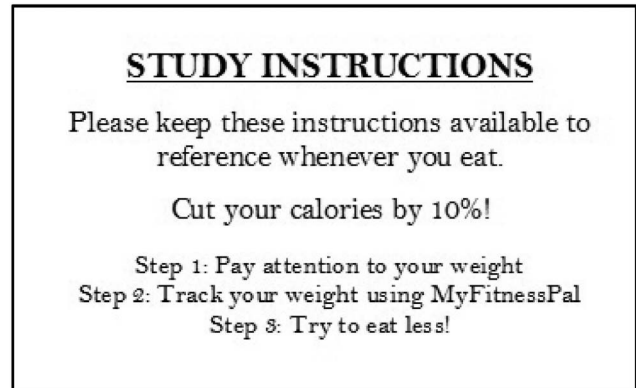 STUDY INSTRUCTIONS
Please keep these instructions available to
reference whenever you eat.
Cut your calories by 10%!
Step 1: Pay attention to your weight
Step 2: Track your weight using MyFitnessPal
Step 3: Try to eat less!